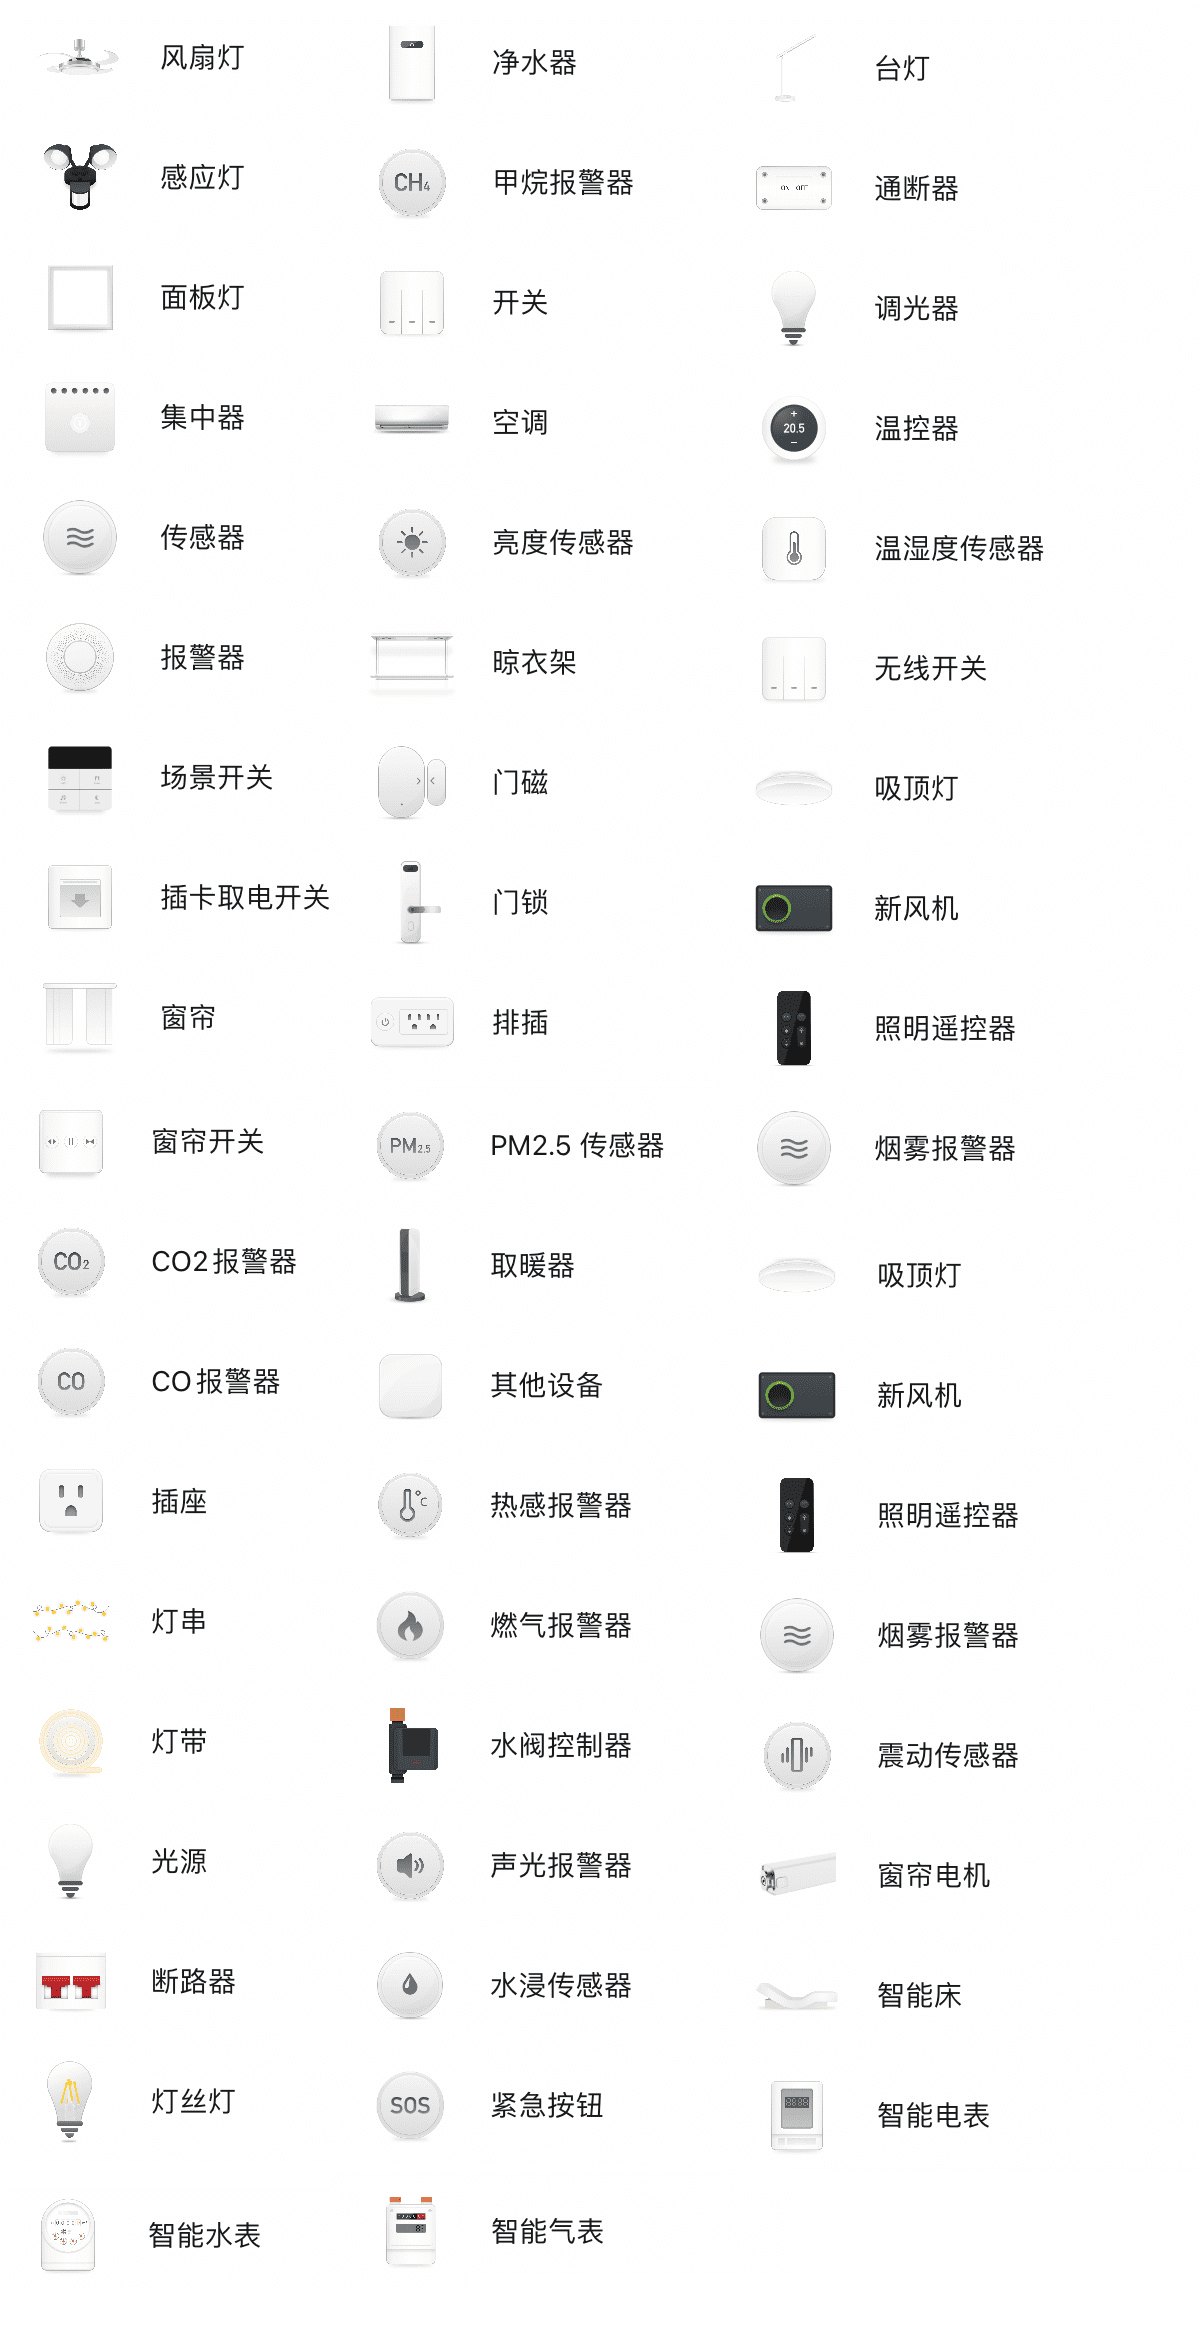 风扇灯
净水器
台灯
感应灯
CH4
甲烷报警器
ON OFF
通断器
面板灯
开关
调光器
集中器
空调
+
20.5
−
温控器
传感器
亮度传感器
温湿度传感器
报警器
晾衣架
无线开关
场景开关
门磁
吸顶灯
插卡取电开关
门锁
新风机
窗帘
排插
照明遥控器
窗帘开关
PM2.5
PM2.5 传感器
烟雾报警器
CO2
CO2报警器
取暖器
吸顶灯
CO
CO报警器
其他设备
新风机
插座
°C
热感报警器
照明遥控器
灯串
燃气报警器
烟雾报警器
灯带
水阀控制器
震动传感器
光源
声光报警器
窗帘电机
断路器
水浸传感器
智能床
灯丝灯
SOS
紧急按钮
智能电表
智能水表
智能气表